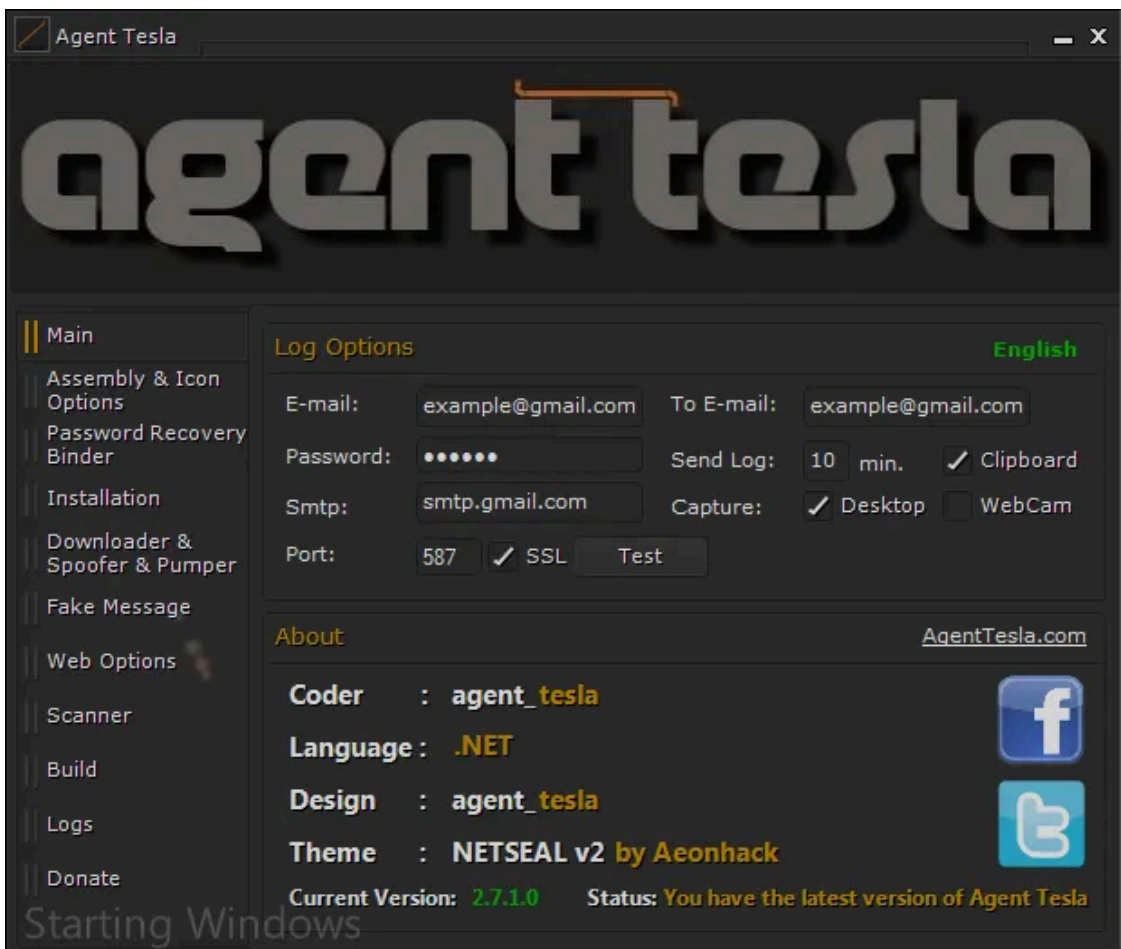 Agent Tesla
agent tesla
Main
Assembly & Icon
Options
Password Recovery
Binder
Installation
Downloader &
Spoofer & Pumper
Fake Message
Web Options
Scanner
Build
Logs
Donate
Log Options English
E-mail: example@gmail.com To E-mail: example@gmail.com
Password: •••••• Send Log: 10 min. Clipboard
Smtp: smtp.gmail.com Capture: Desktop WebCam
Port: 587 SSL Test
About AgentTesla.com
Coder : agent_tesla
Language : .NET
Design : agent_tesla
Theme : NETSEAL v2 by Aeonhack
Current Version: 2.7.1.0 Status: You have the latest version of Agent Tesla
Starting Windows